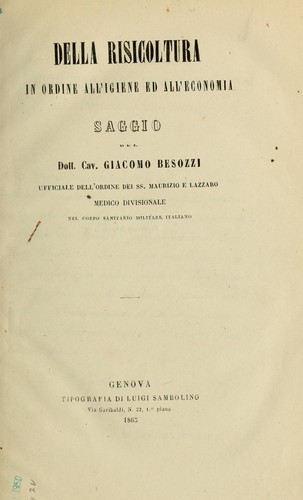 DELLA RISICOLTURA
IN ORDINE ALL'IGIENE ED ALL'ECONOMIA
SAGGIO
DEL
Dott. Cav. GIACOMO BESOZZI
UFFICIALE DELL'ORDINE DEI SS. MAURIZIO E LAZZARO
MEDICO DIVISIONALE
NEL CORPO SANITARIO MILITARE ITALIANO
GENOVA
TIPOGRAFIA DI LUIGI SAMBOLINO
Via Garibaldi, N. 22, 1.º piano
1863